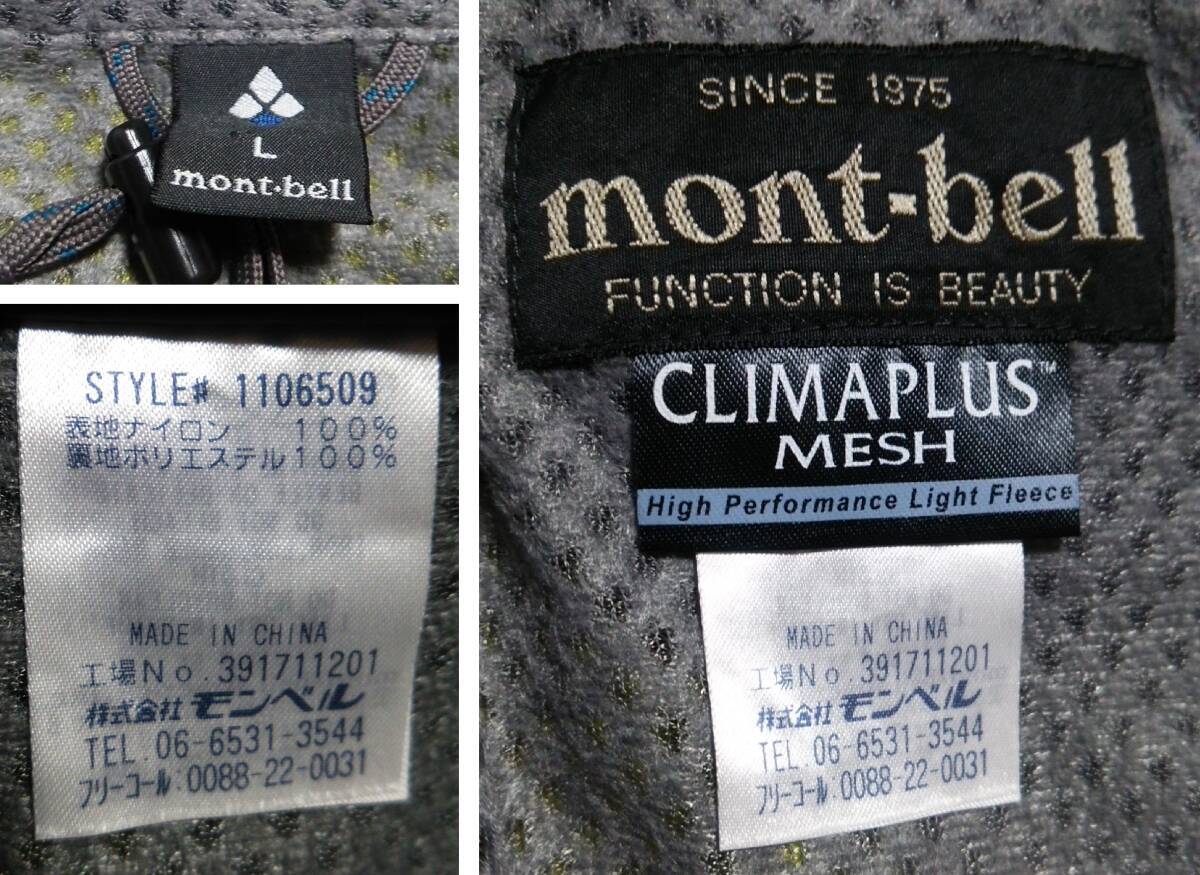 L
mont·bell
STYLE# 1106509
表地ナイロン 100%
裏地ポリエステル100%
MADE IN CHINA
工場No.391711201
株式会社 モンベル
TEL.06-6531-3544
フリーコール:0088-22-0031
SINCE 1975
mont-bell
FUNCTION IS BEAUTY
CLIMAPLUS™
MESH
High Performance Light Fleece
MADE IN CHINA
工場No.391711201
株式会社 モンベル
TEL.06-6531-3544
フリーコール:0088-22-0031